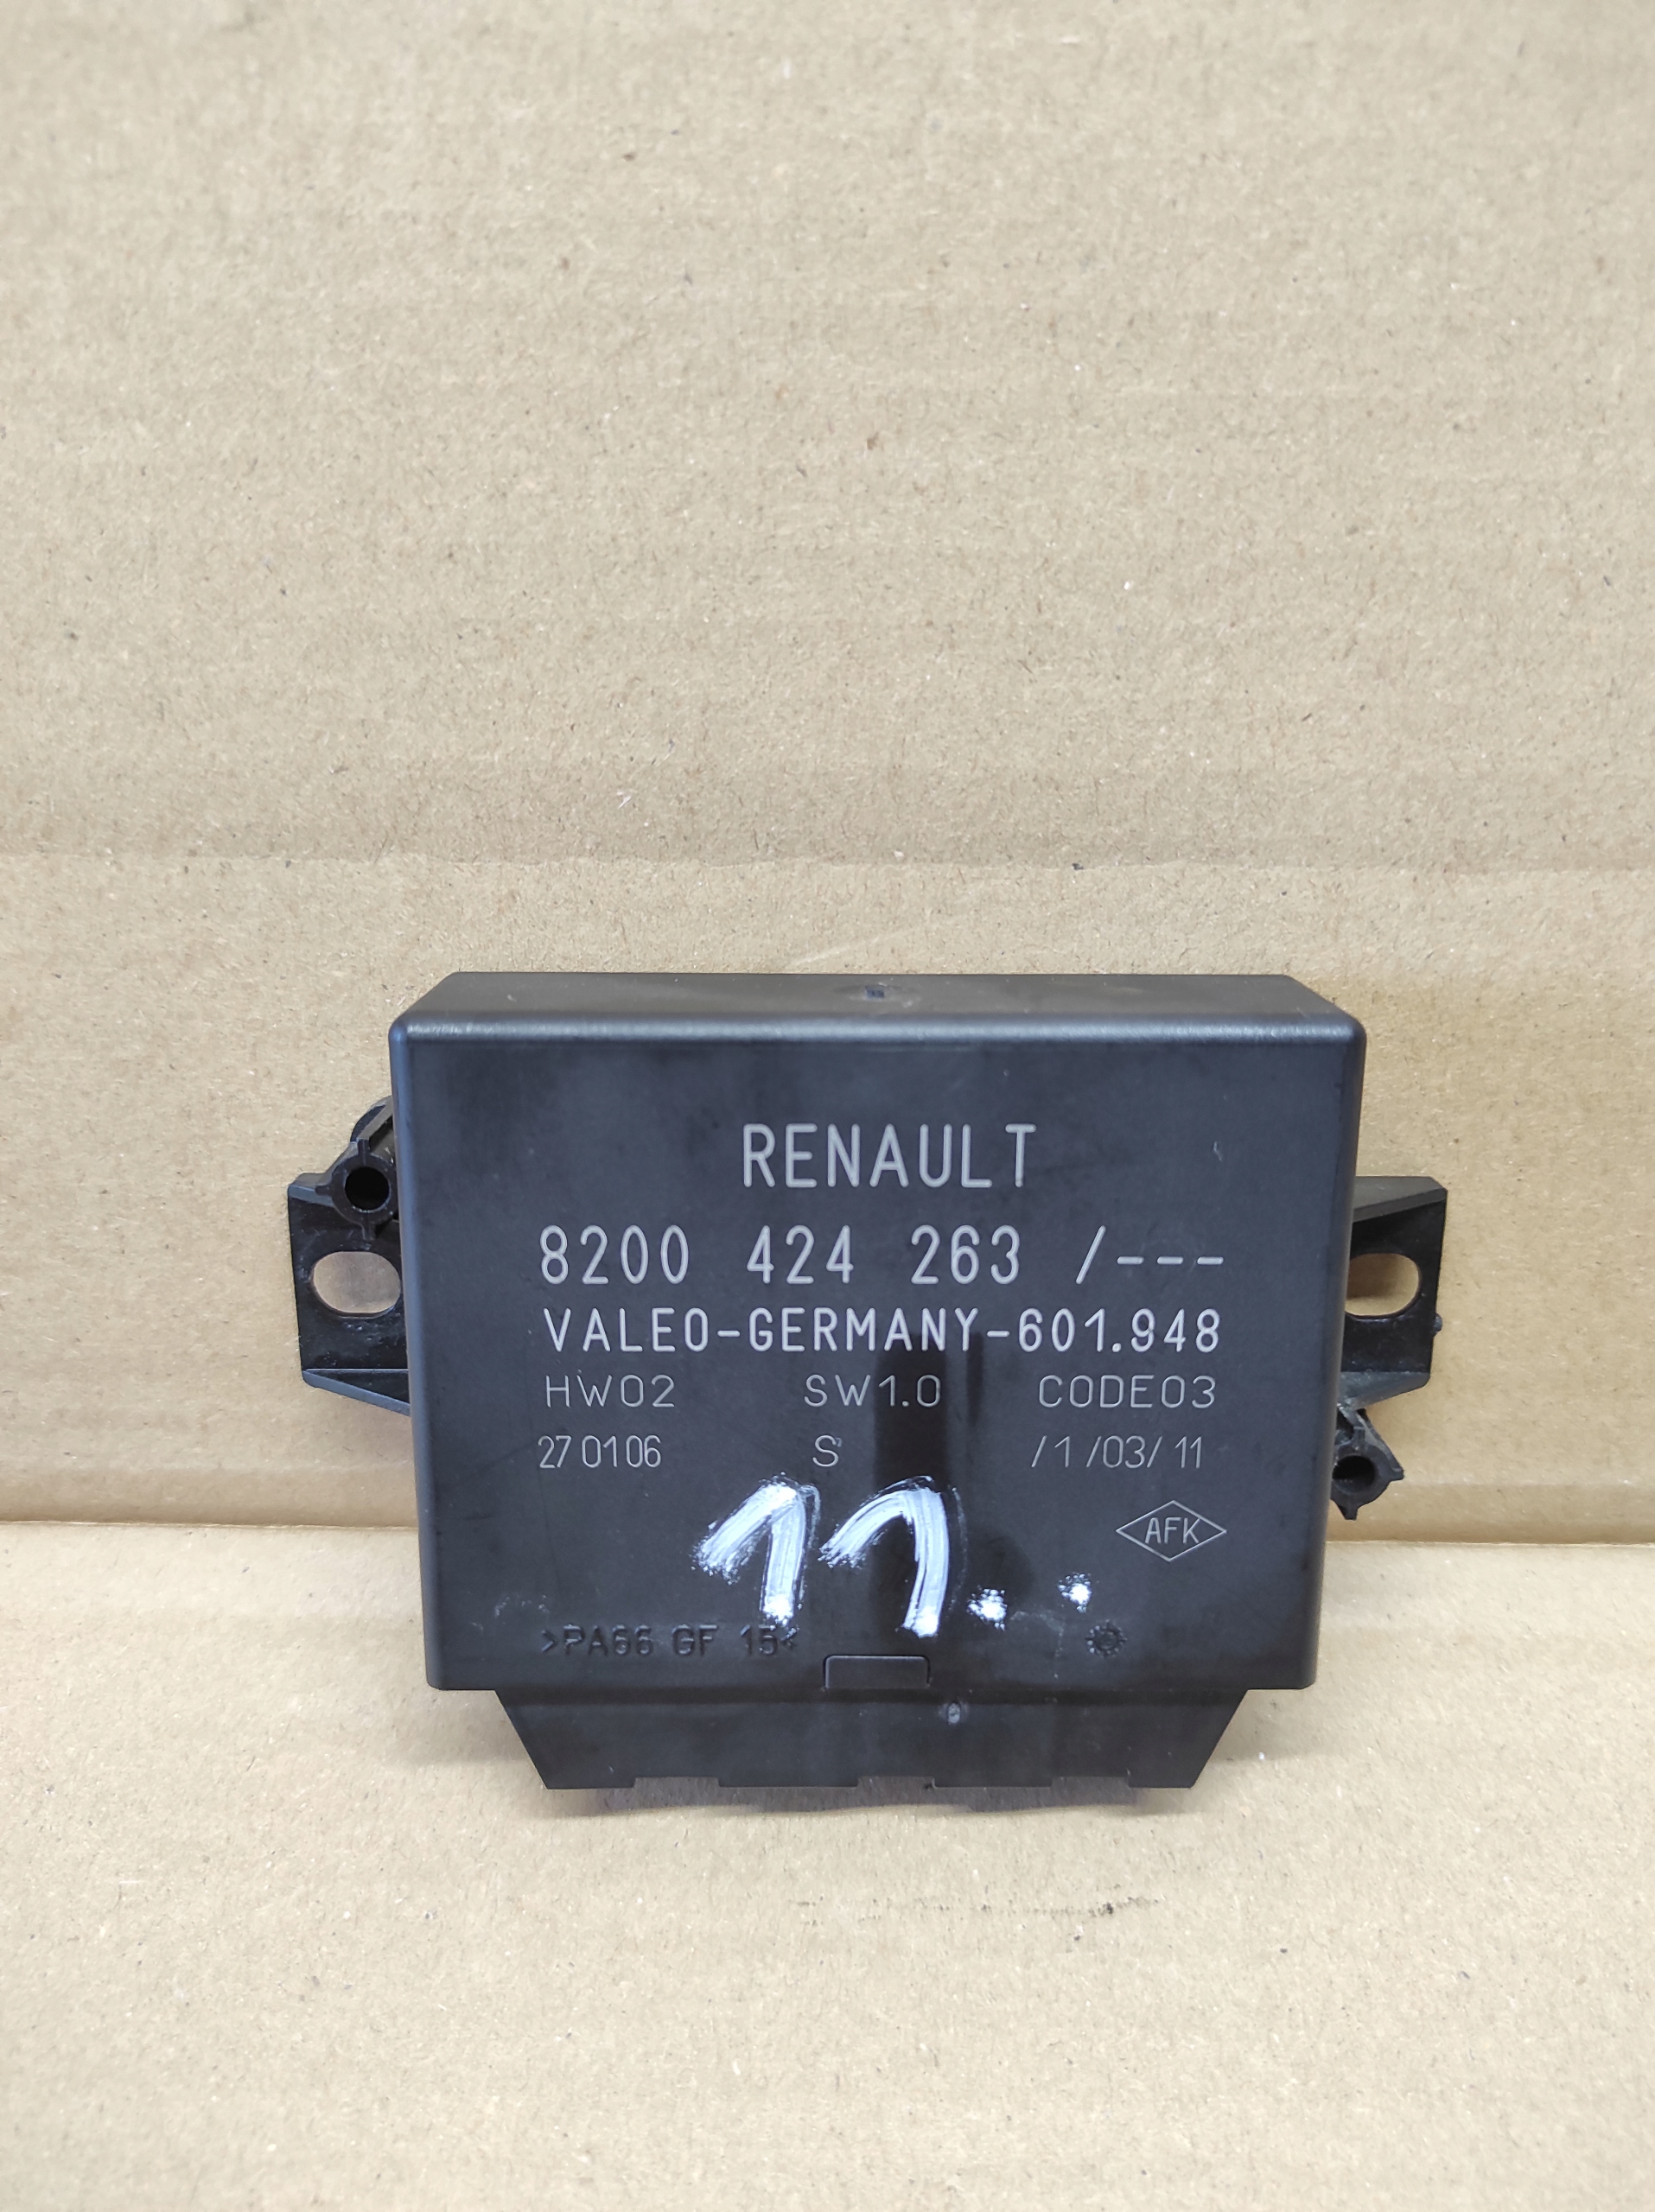 RENAULT
8200 424 263 /---
VALEO-GERMANY-601.948
HW02 SW1.0 CODE03
270106 S /1/03/11
AFK
11..
>PA66 GF 15<